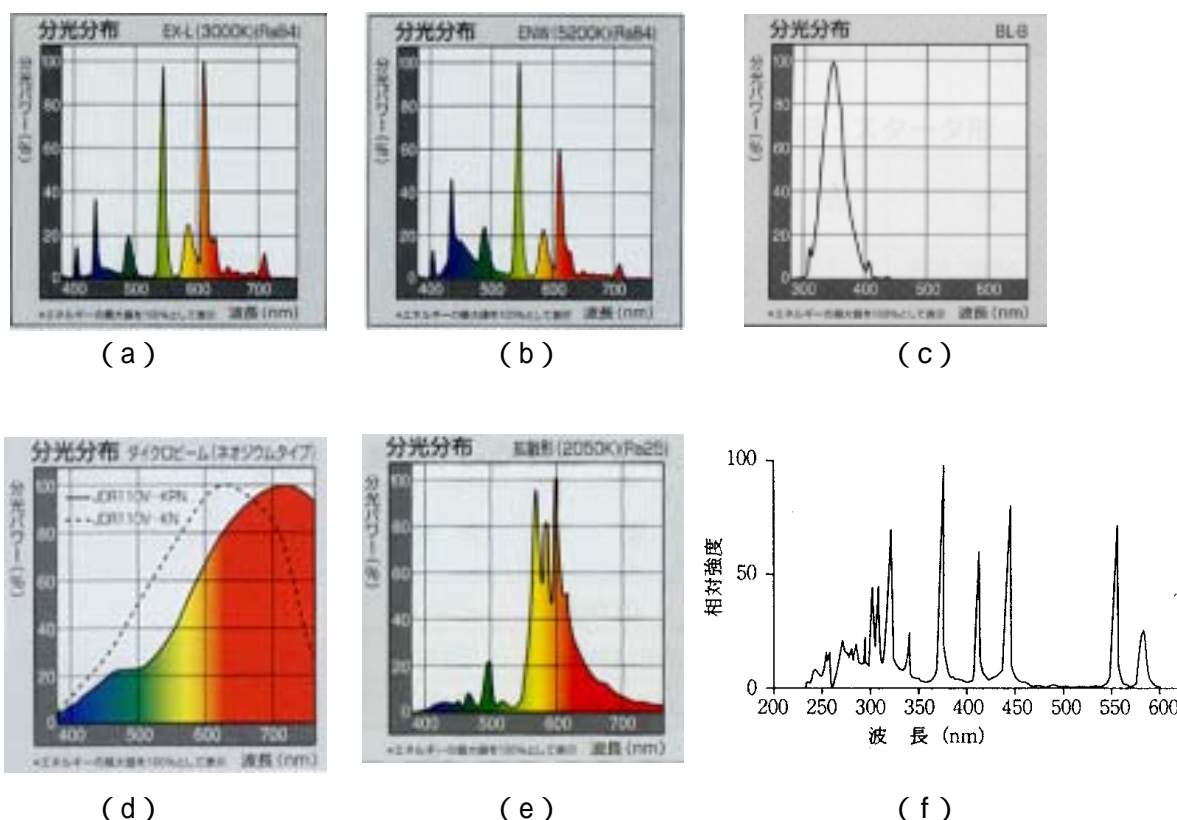 分光分布 EX-L(3000K)(Ra84)
分光パワー(%)
100
80
60
40
20
0
400 500 600 700
*エネルギーの最大値を100%として表示 波長(nm)
(a)
分光分布 ENW(5200K)(Ra84)
分光パワー(%)
100
80
60
40
20
0
400 500 600 700
*エネルギーの最大値を100%として表示 波長(nm)
(b)
分光分布 BL-B
分光パワー(%)
100
80
60
40
20
0
300 400 500 600
*エネルギーの最大値を100%として表示 波長(nm)
(c)
分光分布 ダイクロビーム(ネオジウムタイプ)
分光パワー(%)
JDR110V-KPN
JDR110V-KN
100
80
60
40
20
0
400 500 600 700
*エネルギーの最大値を100%として表示 波長(nm)
(d)
分光分布 拡散形(2050K)(Ra25)
分光パワー(%)
100
80
60
40
20
0
400 500 600 700
*エネルギーの最大値を100%として表示 波長(nm)
(e)
相対強度
100
50
0
200 250 300 350 400 450 500 550 600
波 長 (nm)
(f)